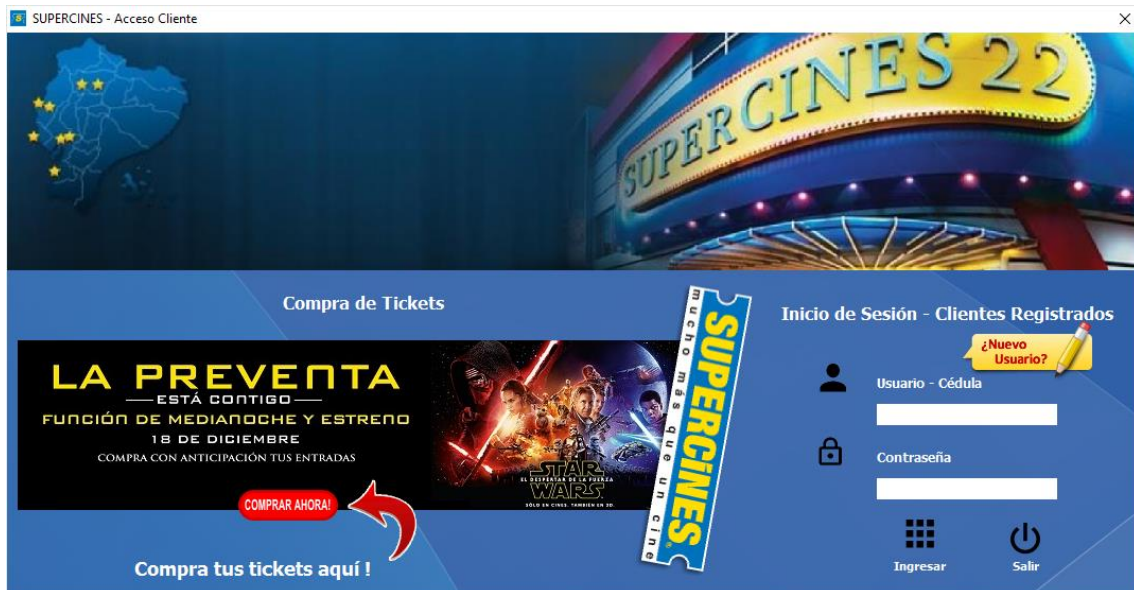 SUPERCINES - Acceso Cliente
SUPERCINES 22
Compra de Tickets
LA PREVENTA
ESTÁ CONTIGO
FUNCIÓN DE MEDIANOCHE Y ESTRENO
18 DE DICIEMBRE
COMPRA CON ANTICIPACIÓN TUS ENTRADAS
COMPRAR AHORA!
STAR
EL DESPERTAR DE LA FUERZA
WARS
SÓLO EN CINES. TAMBIÉN EN 3D.
Compra tus tickets aquí !
mucho más que un cine
SUPERCINES
Inicio de Sesión - Clientes Registrados
¿Nuevo
Usuario?
Usuario - Cédula
Contraseña
Ingresar
Salir